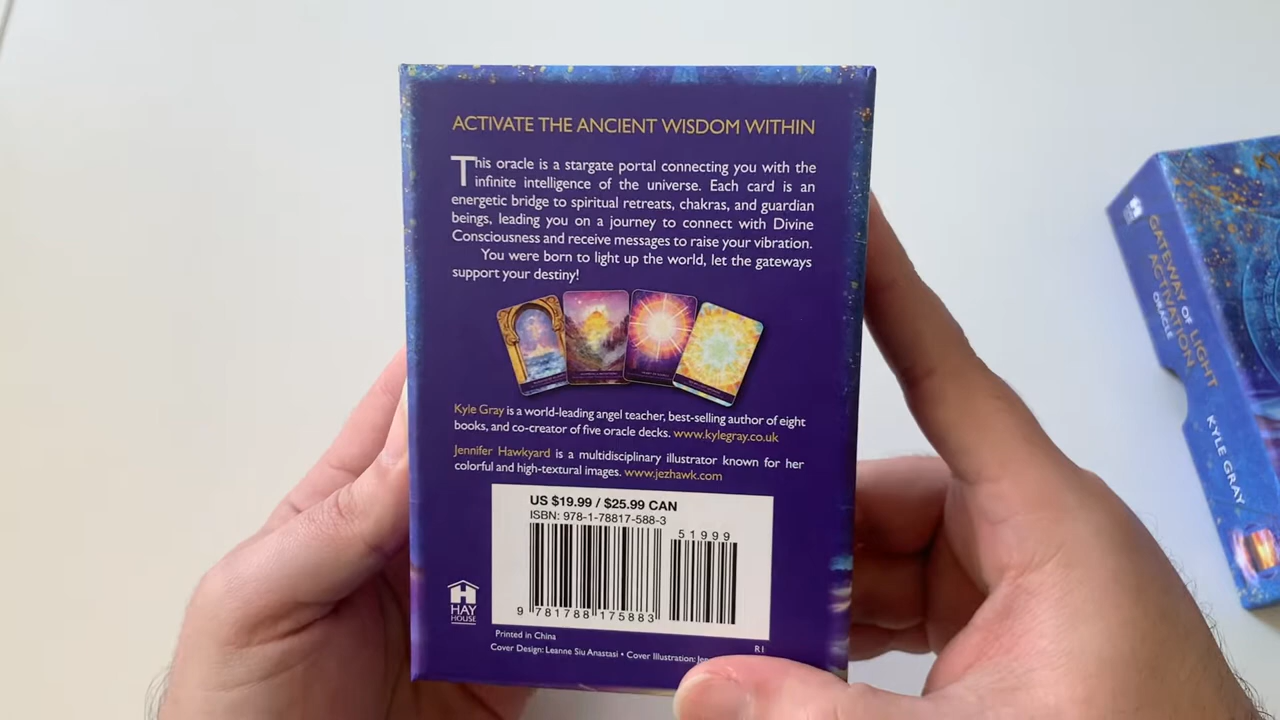 ACTIVATE THE ANCIENT WISDOM WITHIN
This oracle is a stargate portal connecting you with the
infinite intelligence of the universe. Each card is an
energetic bridge to spiritual retreats, chakras, and guardian
beings, leading you on a journey to connect with Divine
Consciousness and receive messages to raise your vibration.
You were born to light up the world, let the gateways
support your destiny!
Kyle Gray is a world-leading angel teacher, best-selling author of eight
books, and co-creator of five oracle decks. www.kylegray.co.uk
Jennifer Hawkyard is a multidisciplinary illustrator known for her
colorful and high-textural images. www.jezhawk.com
US $19.99 / $25.99 CAN
ISBN: 978-1-78817-588-3
51999
9 781788 175883
HAY
HOUSE
Printed in China
R1
Cover Design: Leanne Siu Anastasi • Cover Illustration:
GATEWAY OF LIGHT
ACTIVATION
ORACLE
KYLE GRAY
HAY
HOUSE